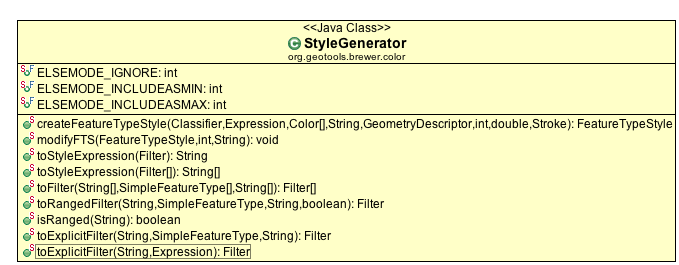 <<Java Class>>
C StyleGenerator
org.geotools.brewer.color
S F ELSEMODE_IGNORE: int
S F ELSEMODE_INCLUDEASMIN: int
S F ELSEMODE_INCLUDEASMAX: int
S createFeatureTypeStyle(Classifier,Expression,Color[],String,GeometryDescriptor,int,double,Stroke): FeatureTypeStyle
S modifyFTS(FeatureTypeStyle,int,String): void
S toStyleExpression(Filter): String
S toStyleExpression(Filter[]): String[]
S toFilter(String[],SimpleFeatureType[],String[]): Filter[]
S toRangedFilter(String,SimpleFeatureType,String,boolean): Filter
S isRanged(String): boolean
S toExplicitFilter(String,SimpleFeatureType,String): Filter
S toExplicitFilter(String,Expression): Filter